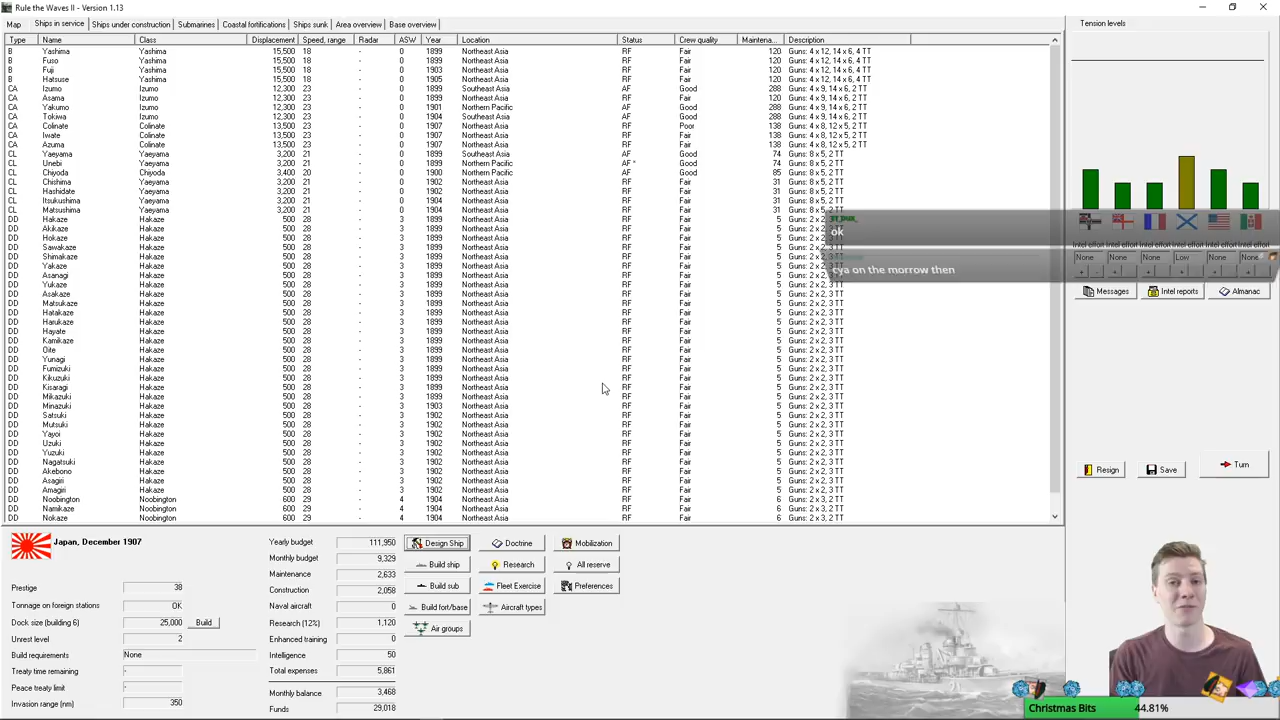 Rule the Waves II - Version 1.13
Map Ships in service Ships under construction Submarines Coastal fortifications Ships sunk Area overview Base overview
Type Name Class Displacement Speed, range Radar ASW Year Location Status Crew quality Maintena... Description
B Yashima Yashima 15,500 18 0 1899 Northeast Asia RF Fair 120 Guns: 4 x 12, 14 x 6, 4 TT
B Fuso Yashima 15,500 18 0 1899 Northeast Asia RF Fair 120 Guns: 4 x 12, 14 x 6, 4 TT
B Fuji Yashima 15,500 18 0 1903 Northeast Asia RF Fair 120 Guns: 4 x 12, 14 x 6, 4 TT
B Hatsuse Yashima 15,500 18 0 1905 Northeast Asia RF Fair 120 Guns: 4 x 12, 14 x 6, 4 TT
CA Izumo Izumo 12,300 23 0 1899 Southeast Asia AF Good 288 Guns: 4 x 9, 14 x 6, 2 TT
CA Asama Izumo 12,300 23 0 1899 Northeast Asia RF Fair 120 Guns: 4 x 9, 14 x 6, 2 TT
CA Yakumo Izumo 12,300 23 0 1901 Northern Pacific AF Good 288 Guns: 4 x 9, 14 x 6, 2 TT
CA Tokiwa Izumo 12,300 23 0 1904 Southeast Asia AF Good 288 Guns: 4 x 9, 14 x 6, 2 TT
CA Colinate Colinate 13,500 23 0 1907 Northeast Asia RF Poor 138 Guns: 4 x 8, 12 x 5, 2 TT
CA Iwate Colinate 13,500 23 0 1907 Northeast Asia RF Fair 138 Guns: 4 x 8, 12 x 5, 2 TT
CA Azuma Colinate 13,500 23 0 1907 Northeast Asia RF Fair 138 Guns: 4 x 8, 12 x 5, 2 TT
CL Yaeyama Yaeyama 3,200 21 0 1899 Southeast Asia AF Good 74 Guns: 8 x 5, 2 TT
CL Unebi Yaeyama 3,200 21 0 1899 Northern Pacific AF * Good 74 Guns: 8 x 5, 2 TT
CL Chiyoda Chiyoda 3,400 20 0 1900 Northern Pacific AF Good 85 Guns: 8 x 5, 2 TT
CL Chishima Yaeyama 3,200 21 0 1902 Northeast Asia RF Fair 31 Guns: 8 x 5, 2 TT
CL Hashidate Yaeyama 3,200 21 0 1902 Northeast Asia RF Fair 31 Guns: 8 x 5, 2 TT
CL Itsukushima Yaeyama 3,200 21 0 1904 Northeast Asia RF Fair 31 Guns: 8 x 5, 2 TT
CL Matsushima Yaeyama 3,200 21 0 1904 Northeast Asia RF Fair 31 Guns: 8 x 5, 2 TT
DD Hakaze Hakaze 500 28 - 3 1899 Northeast Asia RF Fair 5 Guns: 2 x 2, 3
DD Akikaze Hakaze 500 28 - 3 1899 Northeast Asia RF Fair 5 Guns: 2 x 2, 3 ok
DD Hokaze Hakaze 500 28 - 3 1899 Northeast Asia RF Fair 5 Guns: 2 x 2, 3
DD Sawakaze Hakaze 500 28 - 3 1899 Northeast Asia RF Fair 5 Guns: 2 x 2, 3 TT
DD Shimakaze Hakaze 500 28 - 3 1899 Northeast Asia RF Fair 5 Guns: 2 x 2, 3
DD Yakaze Hakaze 500 28 - 3 1899 Northeast Asia RF Fair 5 Guns: 2 x 2, 3 cya on the morrow then
DD Asanagi Hakaze 500 28 - 3 1899 Northeast Asia RF Fair 5 Guns: 2 x 2, 3
DD Yukaze Hakaze 500 28 - 3 1899 Northeast Asia RF Fair 5 Guns: 2 x 2, 3 TT
DD Asakaze Hakaze 500 28 - 3 1899 Northeast Asia RF Fair 5 Guns: 2 x 2, 3 TT
DD Matsukaze Hakaze 500 28 - 3 1899 Northeast Asia RF Fair 5 Guns: 2 x 2, 3 TT
DD Hatakaze Hakaze 500 28 - 3 1899 Northeast Asia RF Fair 5 Guns: 2 x 2, 3 TT
DD Harukaze Hakaze 500 28 - 3 1899 Northeast Asia RF Fair 5 Guns: 2 x 2, 3 TT
DD Hayate Hakaze 500 28 - 3 1899 Northeast Asia RF Fair 5 Guns: 2 x 2, 3 TT
DD Kamikaze Hakaze 500 28 - 3 1899 Northeast Asia RF Fair 5 Guns: 2 x 2, 3 TT
DD Oite Hakaze 500 28 - 3 1899 Northeast Asia RF Fair 5 Guns: 2 x 2, 3 TT
DD Yunagi Hakaze 500 28 - 3 1899 Northeast Asia RF Fair 5 Guns: 2 x 2, 3 TT
DD Fumizuki Hakaze 500 28 - 3 1899 Northeast Asia RF Fair 5 Guns: 2 x 2, 3 TT
DD Kikuzuki Hakaze 500 28 - 3 1899 Northeast Asia RF Fair 5 Guns: 2 x 2, 3 TT
DD Kisaragi Hakaze 500 28 - 3 1899 Northeast Asia RF Fair 5 Guns: 2 x 2, 3 TT
DD Mikazuki Hakaze 500 28 - 3 1899 Northeast Asia RF Fair 5 Guns: 2 x 2, 3 TT
DD Minazuki Hakaze 500 28 - 3 1903 Northeast Asia RF Fair 5 Guns: 2 x 2, 3 TT
DD Satsuki Hakaze 500 28 - 3 1902 Northeast Asia RF Fair 5 Guns: 2 x 2, 3 TT
DD Mutsuki Hakaze 500 28 - 3 1902 Northeast Asia RF Fair 5 Guns: 2 x 2, 3 TT
DD Yayoi Hakaze 500 28 - 3 1902 Northeast Asia RF Fair 5 Guns: 2 x 2, 3 TT
DD Uzuki Hakaze 500 28 - 3 1902 Northeast Asia RF Fair 5 Guns: 2 x 2, 3 TT
DD Yuzuki Hakaze 500 28 - 3 1902 Northeast Asia RF Fair 5 Guns: 2 x 2, 3 TT
DD Nagatsuki Hakaze 500 28 - 3 1902 Northeast Asia RF Fair 5 Guns: 2 x 2, 3 TT
DD Akebono Hakaze 500 28 - 3 1902 Northeast Asia RF Fair 5 Guns: 2 x 2, 3 TT
DD Asagiri Hakaze 500 28 - 3 1902 Northeast Asia RF Fair 5 Guns: 2 x 2, 3 TT
DD Amagiri Hakaze 500 28 - 3 1902 Northeast Asia RF Fair 5 Guns: 2 x 2, 3 TT
DD Noobington Noobington 600 29 - 4 1904 Northeast Asia RF Fair 6 Guns: 2 x 3, 2 TT
DD Namikaze Noobington 600 29 - 4 1904 Northeast Asia RF Fair 6 Guns: 2 x 3, 2 TT
DD Nokaze Noobington 600 29 - 4 1904 Northeast Asia RF Fair 6 Guns: 2 x 3, 2 TT
Tension levels
Intel effort Intel effort Intel effort Intel effort Intel effort Intel effort
None None None Low None None
Messages Intel reports Almanac
Resign Save Turn
Japan, December 1907
Prestige 38
Tonnage on foreign stations OK
Dock size (building 6) 25,000 Build
Unrest level 2
Build requirements None
Treaty time remaining -
Peace treaty limit -
Invasion range (nm) 350
Yearly budget 111,950
Monthly budget 9,329
Maintenance 2,633
Construction 2,058
Naval aircraft 0
Research (12%) 1,120
Enhanced training 0
Intelligence 50
Total expenses 5,861
Monthly balance 3,468
Funds 29,018
Design Ship Doctrine Mobilization
Build ship Research All reserve
Build sub Fleet Exercise Preferences
Build fort/base Aircraft types
Air groups
Christmas Bits 44.81%